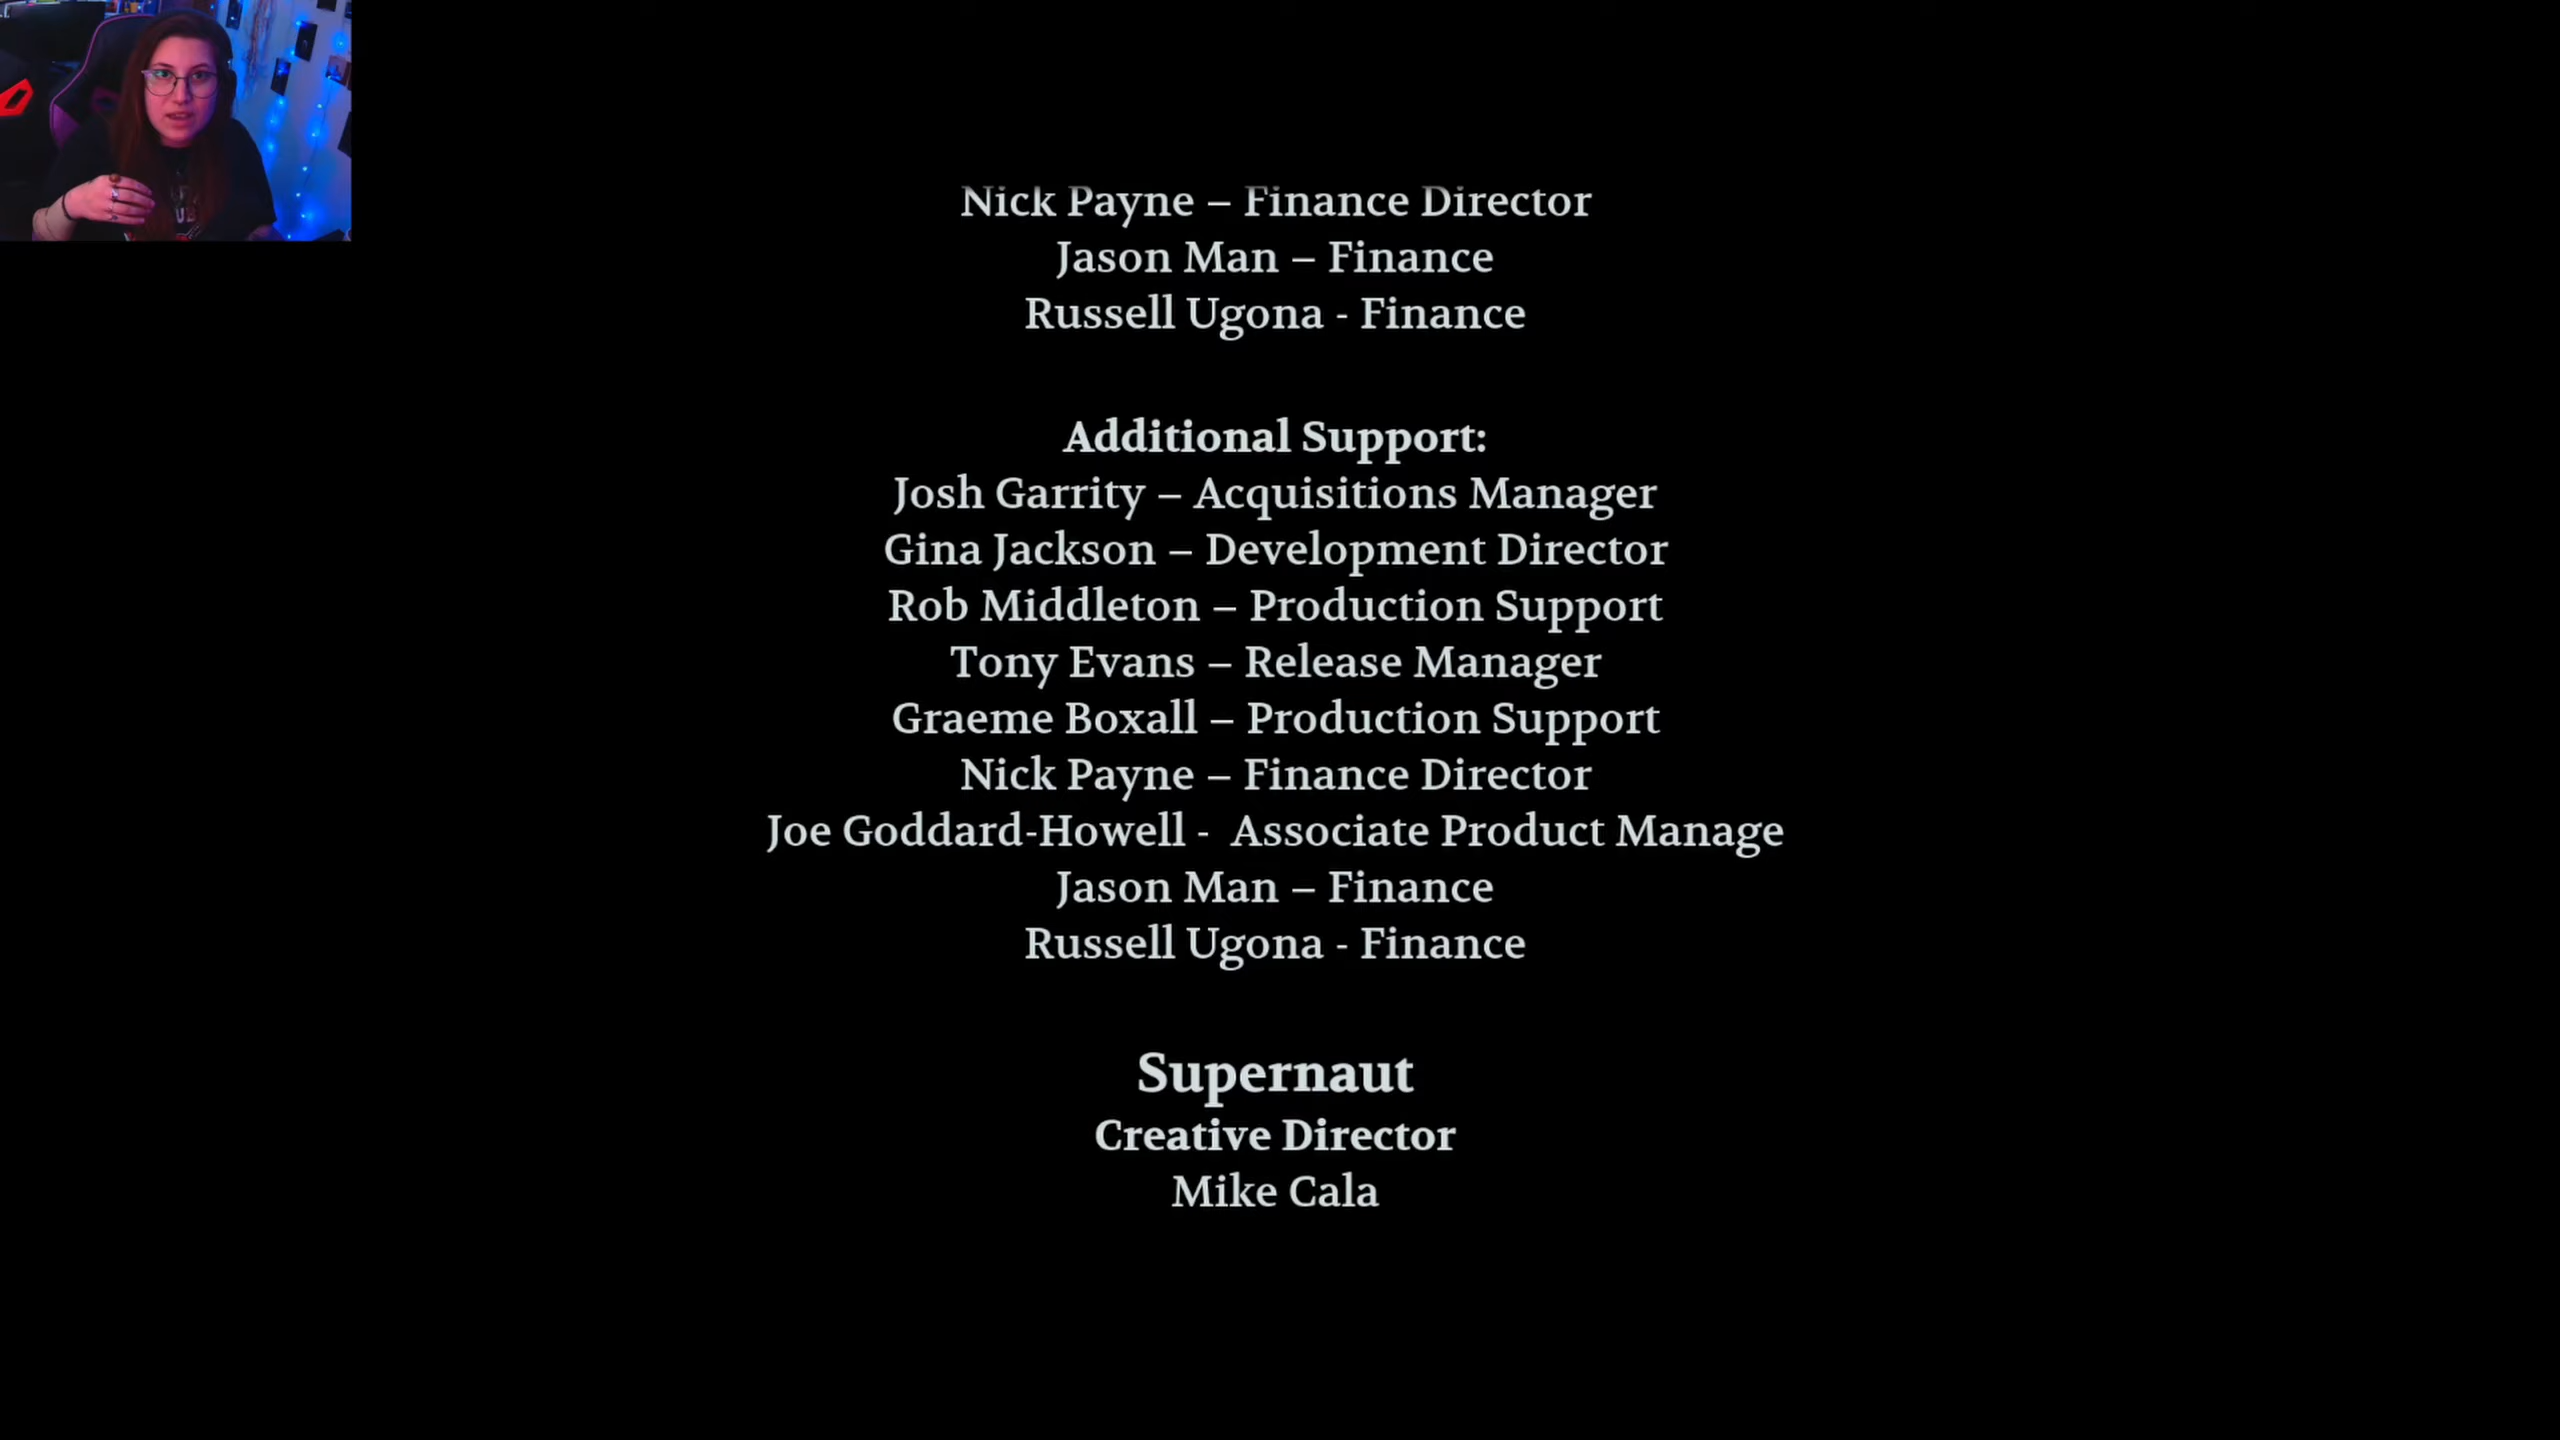 Nick Payne – Finance Director
Jason Man – Finance
Russell Ugona - Finance
Additional Support:
Josh Garrity – Acquisitions Manager
Gina Jackson – Development Director
Rob Middleton – Production Support
Tony Evans – Release Manager
Graeme Boxall – Production Support
Nick Payne – Finance Director
Joe Goddard-Howell -  Associate Product Manage
Jason Man – Finance
Russell Ugona - Finance
Supernaut
Creative Director
Mike Cala